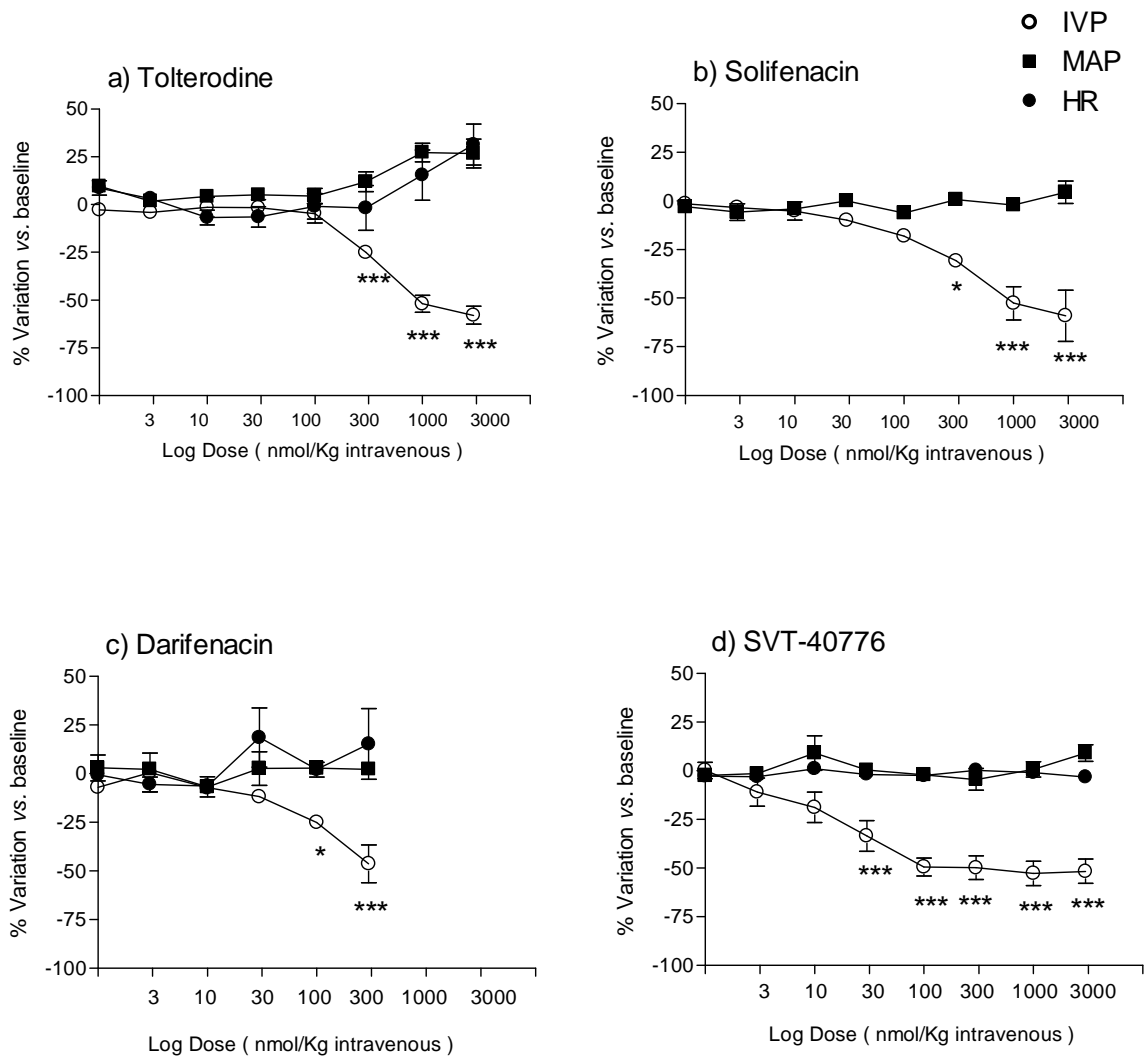 IVP
MAP
HR
a) Tolterodine
50
25
0
-25
-50
-75
-100
% Variation vs. baseline
***
***
***
3 10 30 100 300 1000 3000
Log Dose ( nmol/Kg intravenous )
b) Solifenacin
50
25
0
-25
-50
-75
-100
% Variation vs. baseline
*
***
***
3 10 30 100 300 1000 3000
Log Dose ( nmol/Kg intravenous )
c) Darifenacin
50
25
0
-25
-50
-75
-100
% Variation vs. baseline
*
***
3 10 30 100 300 1000 3000
Log Dose ( nmol/Kg intravenous )
d) SVT-40776
50
25
0
-25
-50
-75
-100
% Variation vs. baseline
***
*** *** *** ***
3 10 30 100 300 1000 3000
Log Dose ( nmol/Kg intravenous )